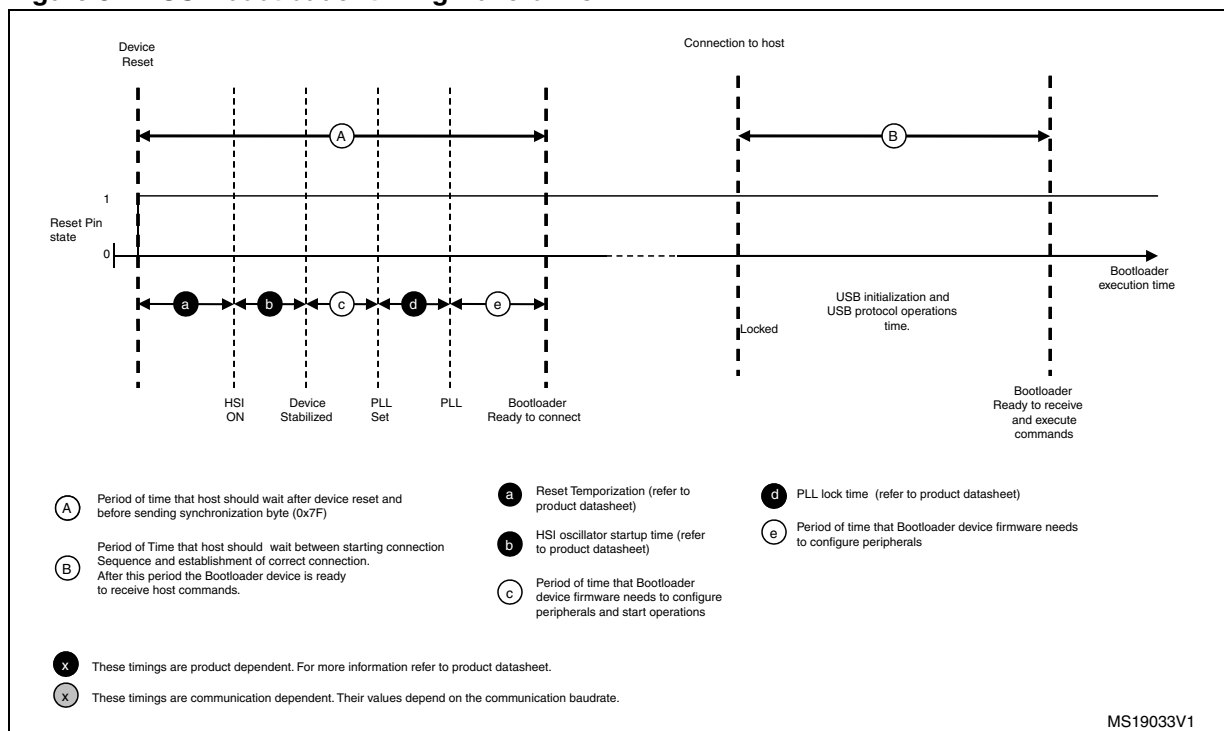 Device
Reset
Connection to host
A
B
1
Reset Pin
state
0
Bootloader
execution time
a
b
c
d
e
USB initialization and
USB protocol operations
time.
Locked
HSI
ON
Device
Stabilized
PLL
Set
PLL
Bootloader
Ready to connect
Bootloader
Ready to receive
and execute
commands
A
Period of time that host should wait after device reset and
before sending synchronization byte (0x7F)
B
Period of Time that host should wait between starting connection
Sequence and establishment of correct connection.
After this period the Bootloader device is ready
to receive host commands.
a
Reset Temporization (refer to
product datasheet)
b
HSI oscillator startup time (refer
to product datasheet)
c
Period of time that Bootloader
device firmware needs to configure
peripherals and start operations
d
PLL lock time (refer to product datasheet)
e
Period of time that Bootloader device firmware needs
to configure peripherals
x
These timings are product dependent. For more information refer to product datasheet.
x
These timings are communication dependent. Their values depend on the communication baudrate.
MS19033V1